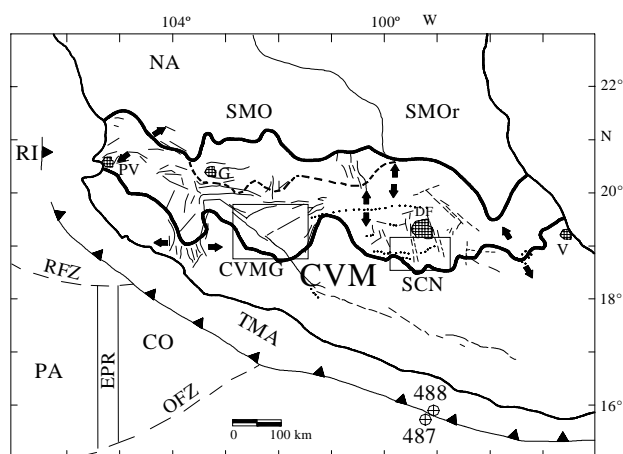 104° 100° W
NA
22°
SMO SMOr
N
RI
PV
G
20°
DF
V
CVMG CVM SCN
RFZ
18°
TMA
CO
PA
EPR
OFZ
488
16°
0 100 km
487